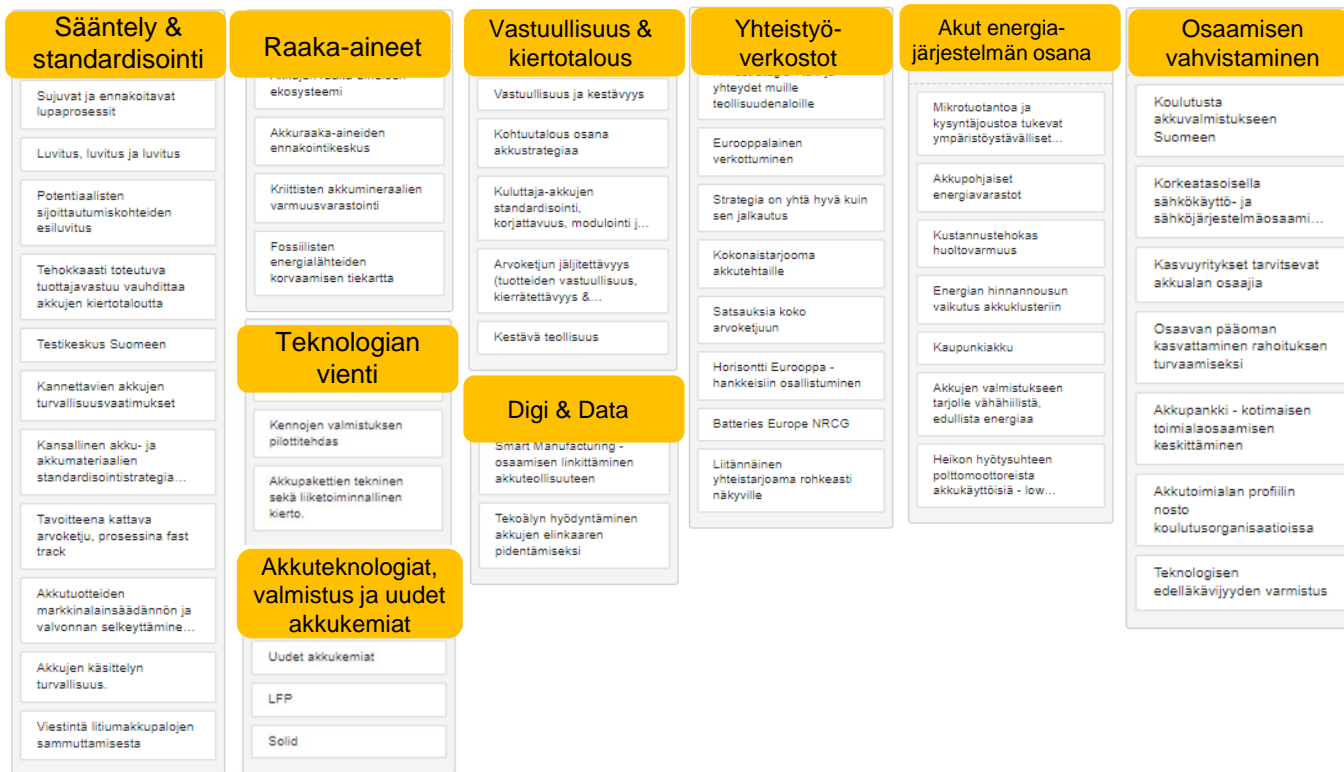 Sääntely &
standardisointi
Sujuvat ja ennakoitavat
lupaprosessit
Luvitus, luvitus ja luvitus
Potentiaalisten
sijoittautumiskohteiden
esiluvitus
Tehokkaasti toteutuva
tuottajavastuu vauhdittaa
akkujen kiertotaloutta
Testikeskus Suomeen
Kannettavien akkujen
turvallisuusvaatimukset
Kansallinen akku- ja
akkumateriaalien
standardisointistrategia...
Tavoitteena kattava
arvoketju, prosessina fast
track
Akkutuotteiden
markkinalainsäädännön ja
valvonnan selkeyttämine...
Akkujen käsittelyn
turvallisuus.
Viestintä litiumakkupalojen
sammuttamisesta
Raaka-aineet
ekosysteemi
Akkuraaka-aineiden
ennakointikeskus
Kriittisten akkumineraalien
varmuusvarastointi
Fossiilisten
energialähteiden
korvaamisen tiekartta
Teknologian
vienti
Kennojen valmistuksen
pilottitehdas
Akkupakettien tekninen
sekä liiketoiminnallinen
kierto.
Akkuteknologiat,
valmistus ja uudet
akkukemiat
Uudet akkukemiat
LFP
Solid
Vastuullisuus &
kiertotalous
Vastuullisuus ja kestävyys
Kohtuutalous osana
akkustrategiaa
Kuluttaja-akkujen
standardisointi,
korjattavuus, modulointi j...
Arvoketjun jäljitettävyys
(tuotteiden vastuullisuus,
kierrätettävyys &...
Kestävä teollisuus
Digi & Data
Smart Manufacturing -
osaamisen linkittäminen
akkuteollisuuteen
Tekoälyn hyödyntäminen
akkujen elinkaaren
pidentämiseksi
Yhteistyö-
verkostot
yhteydet muille
teollisuudenaloille
Eurooppalainen
verkottuminen
Strategia on yhtä hyvä kuin
sen jalkautus
Kokonaistarjooma
akkutehtaille
Satsauksia koko
arvoketjuun
Horisontti Eurooppa -
hankkeisiin osallistuminen
Batteries Europe NRCG
Liitännäinen
yhteistarjoama rohkeasti
näkyville
Akut energia-
järjestelmän osana
Mikrotuotantoa ja
kysyntäjoustoa tukevat
ympäristöystävälliset...
Akkupohjaiset
energiavarastot
Kustannustehokas
huoltovarmuus
Energian hinnannousun
vaikutus akkuklusteriin
Kaupunkiakku
Akkujen valmistukseen
tarjolle vähähiilistä,
edullista energiaa
Heikon hyötysuhteen
polttomoottoreista
akkukäyttöisiä - low...
Osaamisen
vahvistaminen
Koulutusta
akkuvalmistukseen
Suomeen
Korkeatasoisella
sähkökäyttö- ja
sähköjärjestelmäosaami...
Kasvuyritykset tarvitsevat
akkualan osaajia
Osaavan pääoman
kasvattaminen rahoituksen
turvaamiseksi
Akkupankki - kotimaisen
toimialaosaamisen
keskittäminen
Akkutoimialan profiilin
nosto
koulutusorganisaatioissa
Teknologisen
edelläkävijyyden varmistus